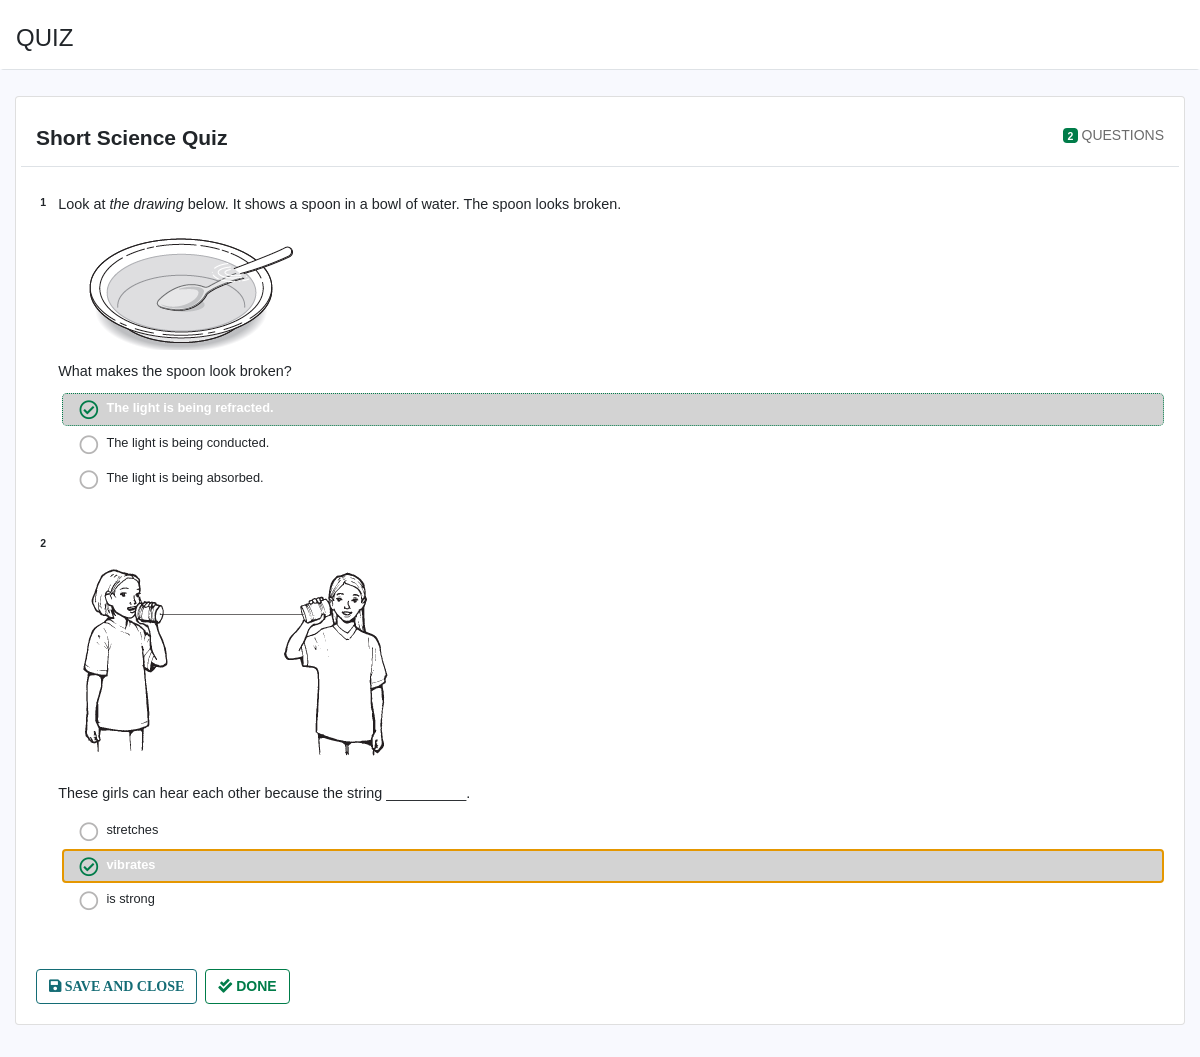 QUIZ
Short Science Quiz
2 QUESTIONS
1 Look at the drawing below. It shows a spoon in a bowl of water. The spoon looks broken.
What makes the spoon look broken?
The light is being refracted.
The light is being conducted.
The light is being absorbed.
2
These girls can hear each other because the string __________.
stretches
vibrates
is strong
SAVE AND CLOSE DONE